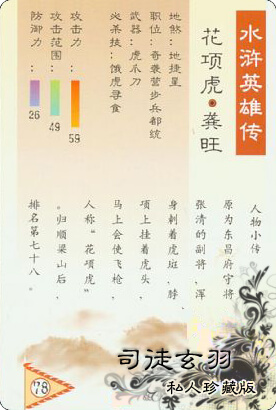 水浒英雄传
花项虎·龚旺
地煞：地捷星
职位：奇袭营步兵都统
武器：虎爪刀
必杀技：饿虎寻食
攻击力：
59
攻击范围：
49
防御力：
26
人物小传
原为东昌府守将
张清的副将，浑
身刺着虎斑，脖
项上挂着虎头，
马上会使飞枪，
人称“花项虎”
。归顺梁山后，
排名第七十八。
78
司徒玄羽
私人珍藏版